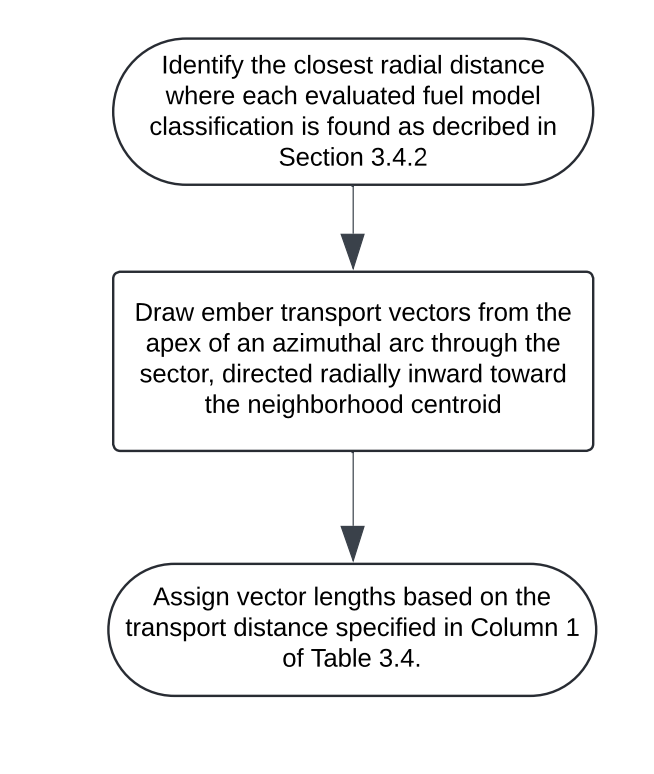 Identify the closest radial distance
where each evaluated fuel model
classification is found as decribed in
Section 3.4.2
Draw ember transport vectors from the
apex of an azimuthal arc through the
sector, directed radially inward toward
the neighborhood centroid
Assign vector lengths based on the
transport distance specified in Column 1
of Table 3.4.